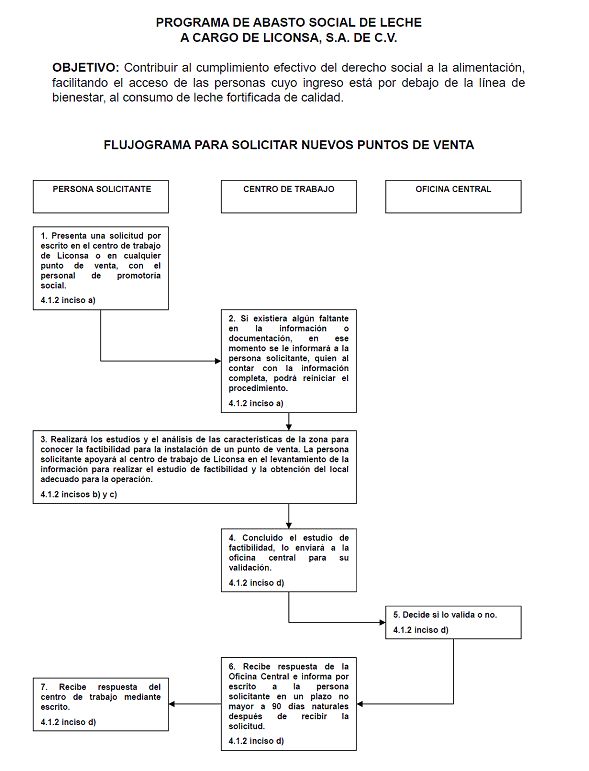 PROGRAMA DE ABASTO SOCIAL DE LECHE
A CARGO DE LICONSA, S.A. DE C.V.
OBJETIVO: Contribuir al cumplimiento efectivo del derecho social a la alimentación,
facilitando el acceso de las personas cuyo ingreso está por debajo de la línea de
bienestar, al consumo de leche fortificada de calidad.
FLUJOGRAMA PARA SOLICITAR NUEVOS PUNTOS DE VENTA
PERSONA SOLICITANTE
CENTRO DE TRABAJO
OFICINA CENTRAL
1. Presenta una solicitud por
escrito en el centro de trabajo
de Liconsa o en cualquier
punto de venta, con el
personal de promotoría
social.
4.1.2 inciso a)
2. Si existiera algún faltante
en la información o
documentación, en ese
momento se le informará a la
persona solicitante, quien al
contar con la información
completa, podrá reiniciar el
procedimiento.
4.1.2 inciso a)
3. Realizará los estudios y el análisis de las características de la zona para
conocer la factibilidad para la instalación de un punto de venta. La persona
solicitante apoyará al centro de trabajo de Liconsa en el levantamiento de la
información para realizar el estudio de factibilidad y la obtención del local
adecuado para la operación.
4.1.2 incisos b) y c)
4. Concluido el estudio de
factibilidad, lo enviará a la
oficina central para su
validación.
4.1.2 inciso d)
5. Decide si lo valida o no.
4.1.2 inciso d)
6. Recibe respuesta de la
Oficina Central e informa por
escrito a la persona
solicitante en un plazo no
mayor a 90 días naturales
después de recibir la
solicitud.
4.1.2 inciso d)
7. Recibe respuesta del
centro de trabajo mediante
escrito.
4.1.2 inciso d)